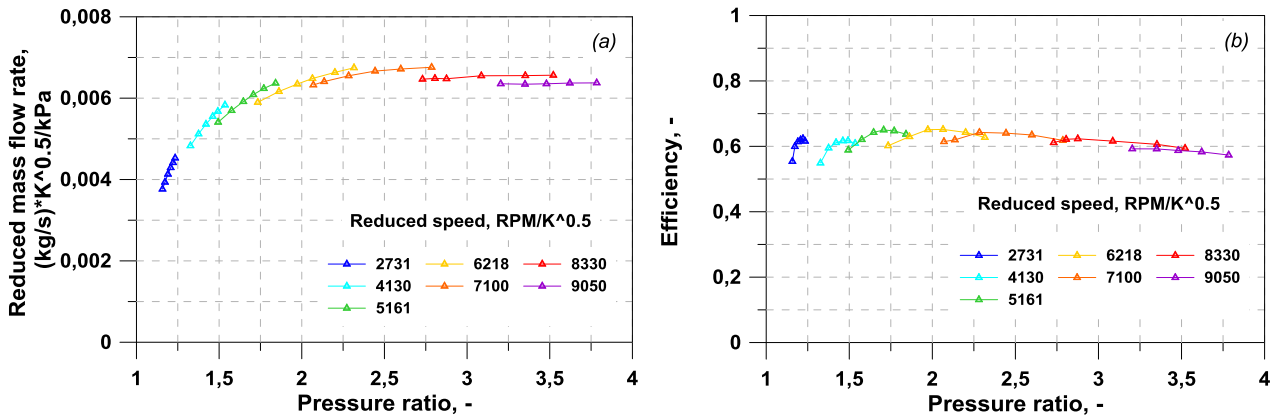 (a)
Reduced mass flow rate,
(kg/s)*K^0.5/kPa
0,008
0,006
0,004
0,002
0
Reduced speed, RPM/K^0.5
2731 6218 8330
4130 7100 9050
5161
1 1,5 2 2,5 3 3,5 4
Pressure ratio, -
(b)
Efficiency, -
1
0,8
0,6
0,4
0,2
0
Reduced speed, RPM/K^0.5
2731 6218 8330
4130 7100 9050
5161
1 1,5 2 2,5 3 3,5 4
Pressure ratio, -